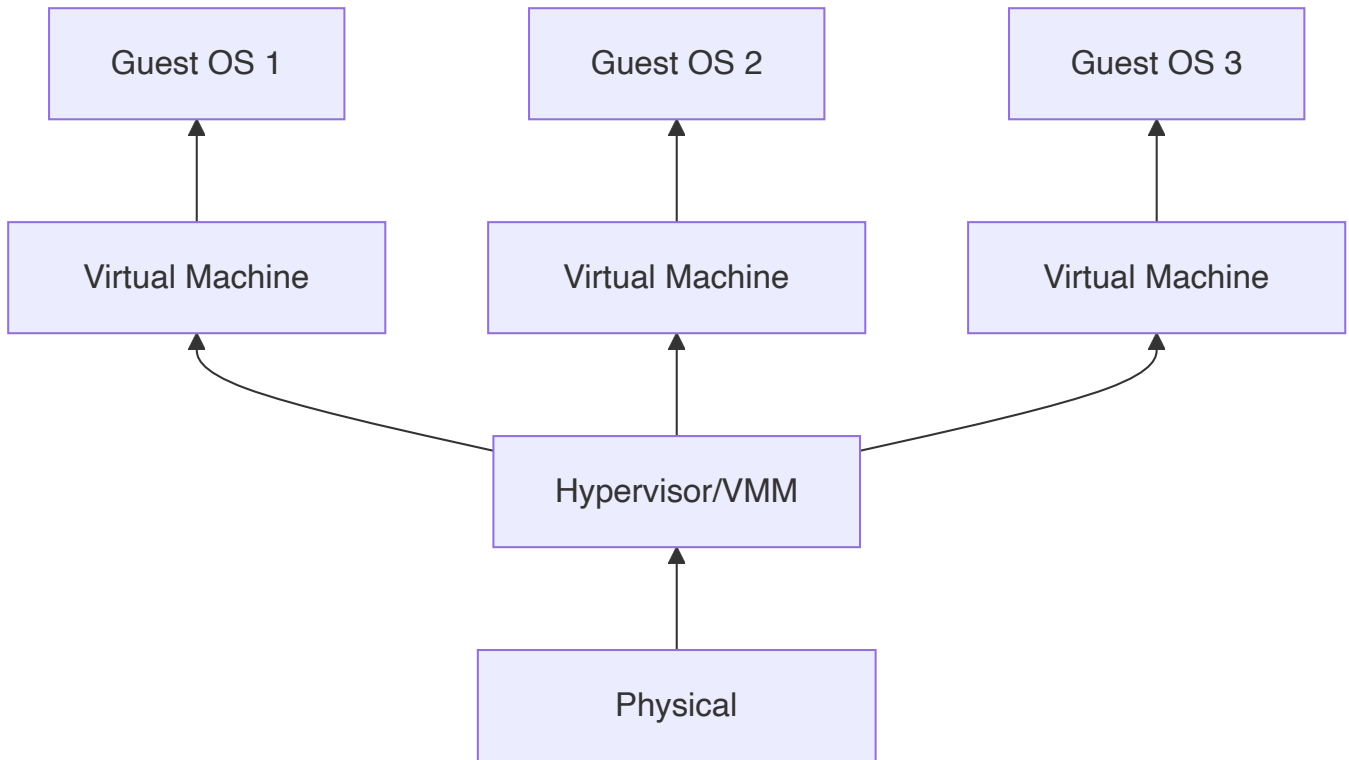 Guest OS 1
Guest OS 2
Guest OS 3
Virtual Machine
Virtual Machine
Virtual Machine
Hypervisor/VMM
Physical